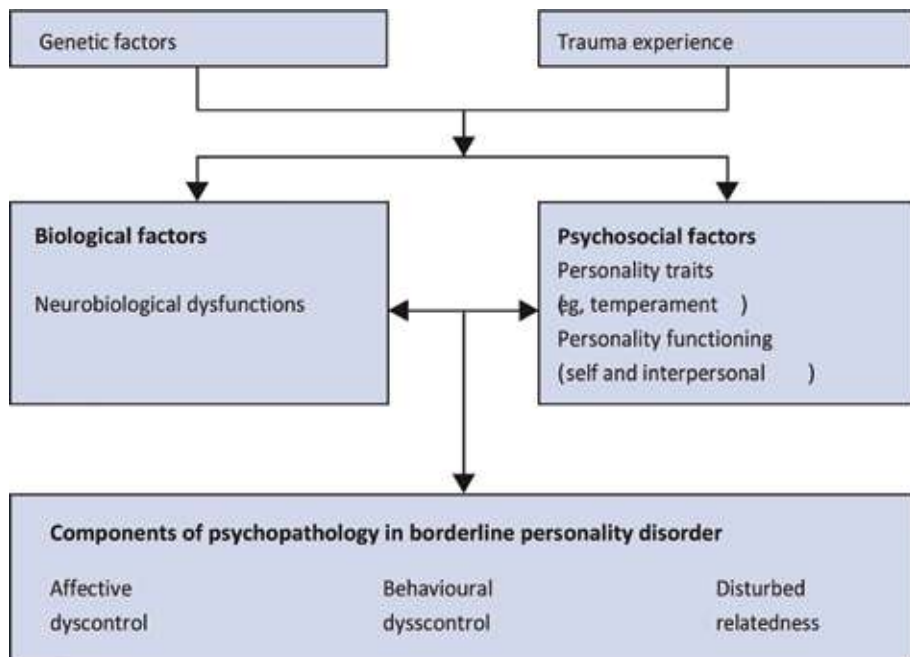 Genetic factors
Trauma experience
Biological factors
Neurobiological dysfunctions
Psychosocial factors
Personality traits
(eg, temperament )
Personality functioning
(self and interpersonal )
Components of psychopathology in borderline personality disorder
Affective
dyscontrol
Behavioural
dysscontrol
Disturbed
relatedness